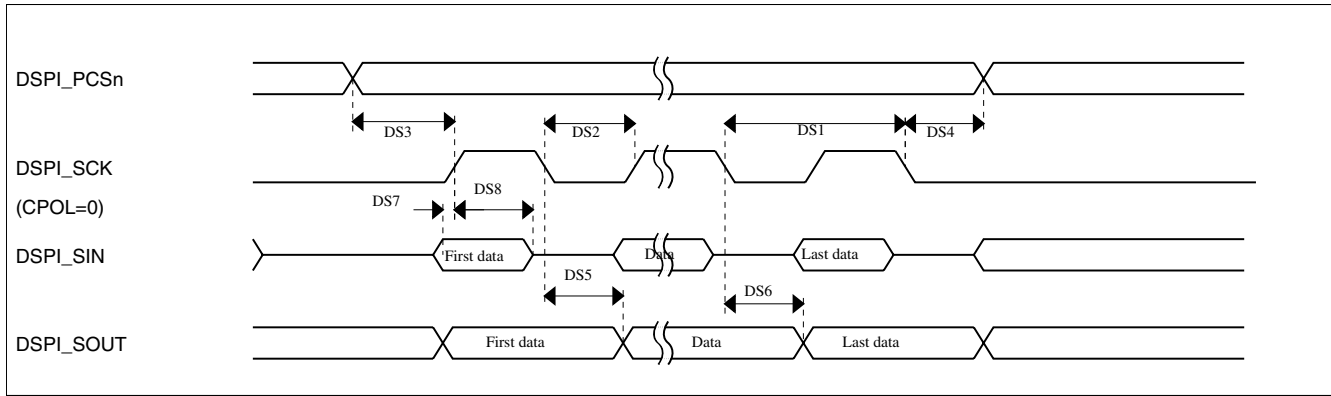 DSPI_PCSn
DS3
DS2
DS1
DS4
DSPI_SCK
(CPOL=0)
DS7
DS8
DSPI_SIN
First data
Data
Last data
DS5
DS6
DSPI_SOUT
First data
Data
Last data